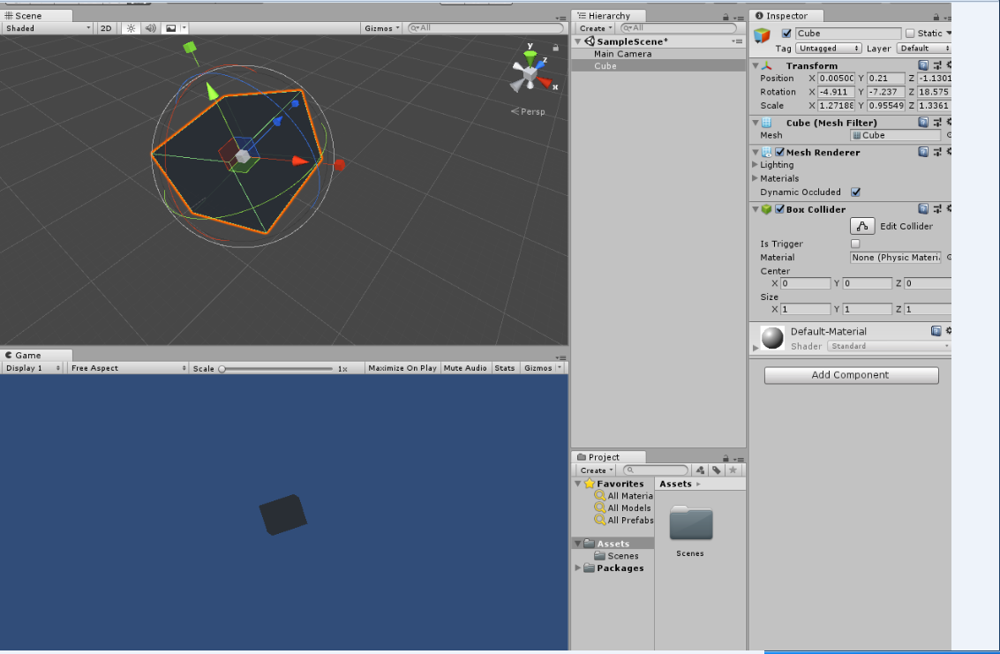 Scene
Shaded 2D Gizmos All
y
z
x
Persp
Game
Display 1 Free Aspect Scale 1x Maximize On Play Mute Audio Stats Gizmos
Hierarchy
Create All
SampleScene*
Main Camera
Cube
Project
Create
Favorites
All Materia
All Models
All Prefabs
Assets
Scenes
Packages
Assets
Scenes
Inspector
Cube Static
Tag Untagged Layer Default
Transform
Position X 0.0050 Y 0.21 Z -1.1301
Rotation X -4.911 Y -7.237 Z 18.575
Scale X 1.2718 Y 0.95549 Z 1.3361
Cube (Mesh Filter)
Mesh Cube
Mesh Renderer
Lighting
Materials
Dynamic Occluded
Box Collider
Edit Collider
Is Trigger
Material None (Physic Materi
Center
X 0 Y 0 Z 0
Size
X 1 Y 1 Z 1
Default-Material
Shader Standard
Add Component